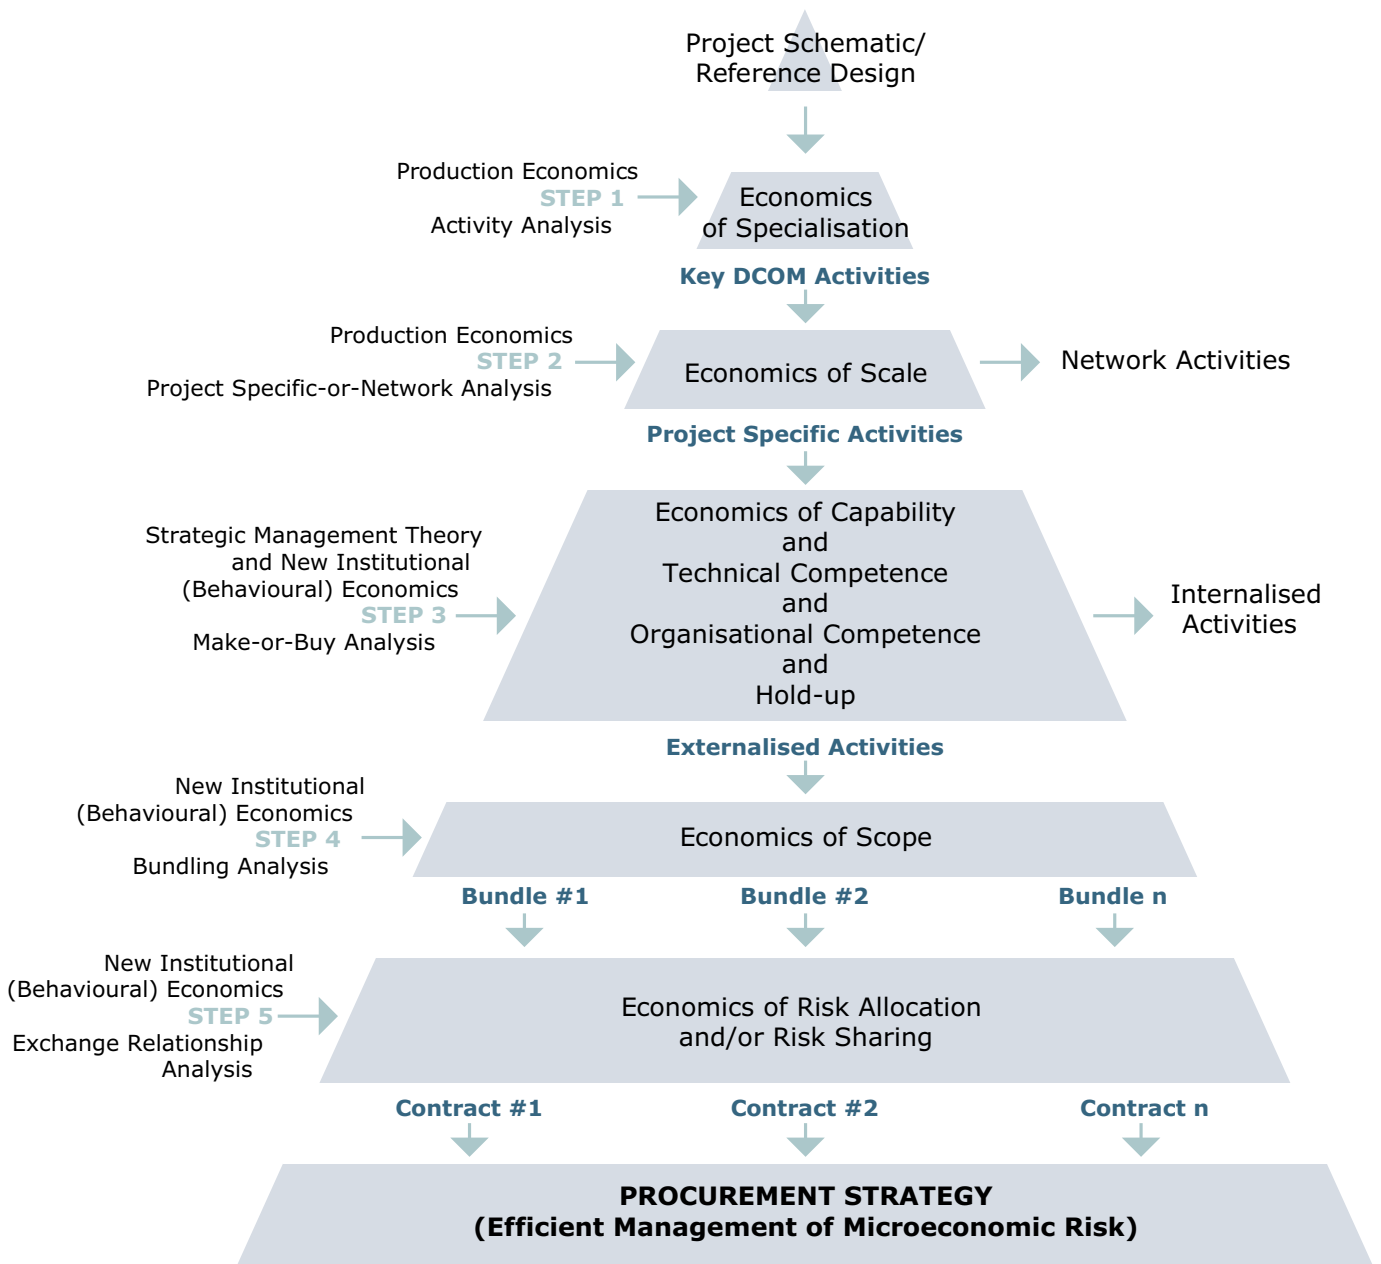 Project Schematic/
Reference Design
Production Economics
STEP 1
Activity Analysis
Economics
of Specialisation
Key DCOM Activities
Production Economics
STEP 2
Project Specific-or-Network Analysis
Economics of Scale
Network Activities
Project Specific Activities
Strategic Management Theory
and New Institutional
(Behavioural) Economics
STEP 3
Make-or-Buy Analysis
Economics of Capability
and
Technical Competence
and
Organisational Competence
and
Hold-up
Internalised
Activities
Externalised Activities
New Institutional
(Behavioural) Economics
STEP 4
Bundling Analysis
Economics of Scope
Bundle #1
Bundle #2
Bundle n
New Institutional
(Behavioural) Economics
STEP 5
Exchange Relationship
Analysis
Economics of Risk Allocation
and/or Risk Sharing
Contract #1
Contract #2
Contract n
PROCUREMENT STRATEGY
(Efficient Management of Microeconomic Risk)